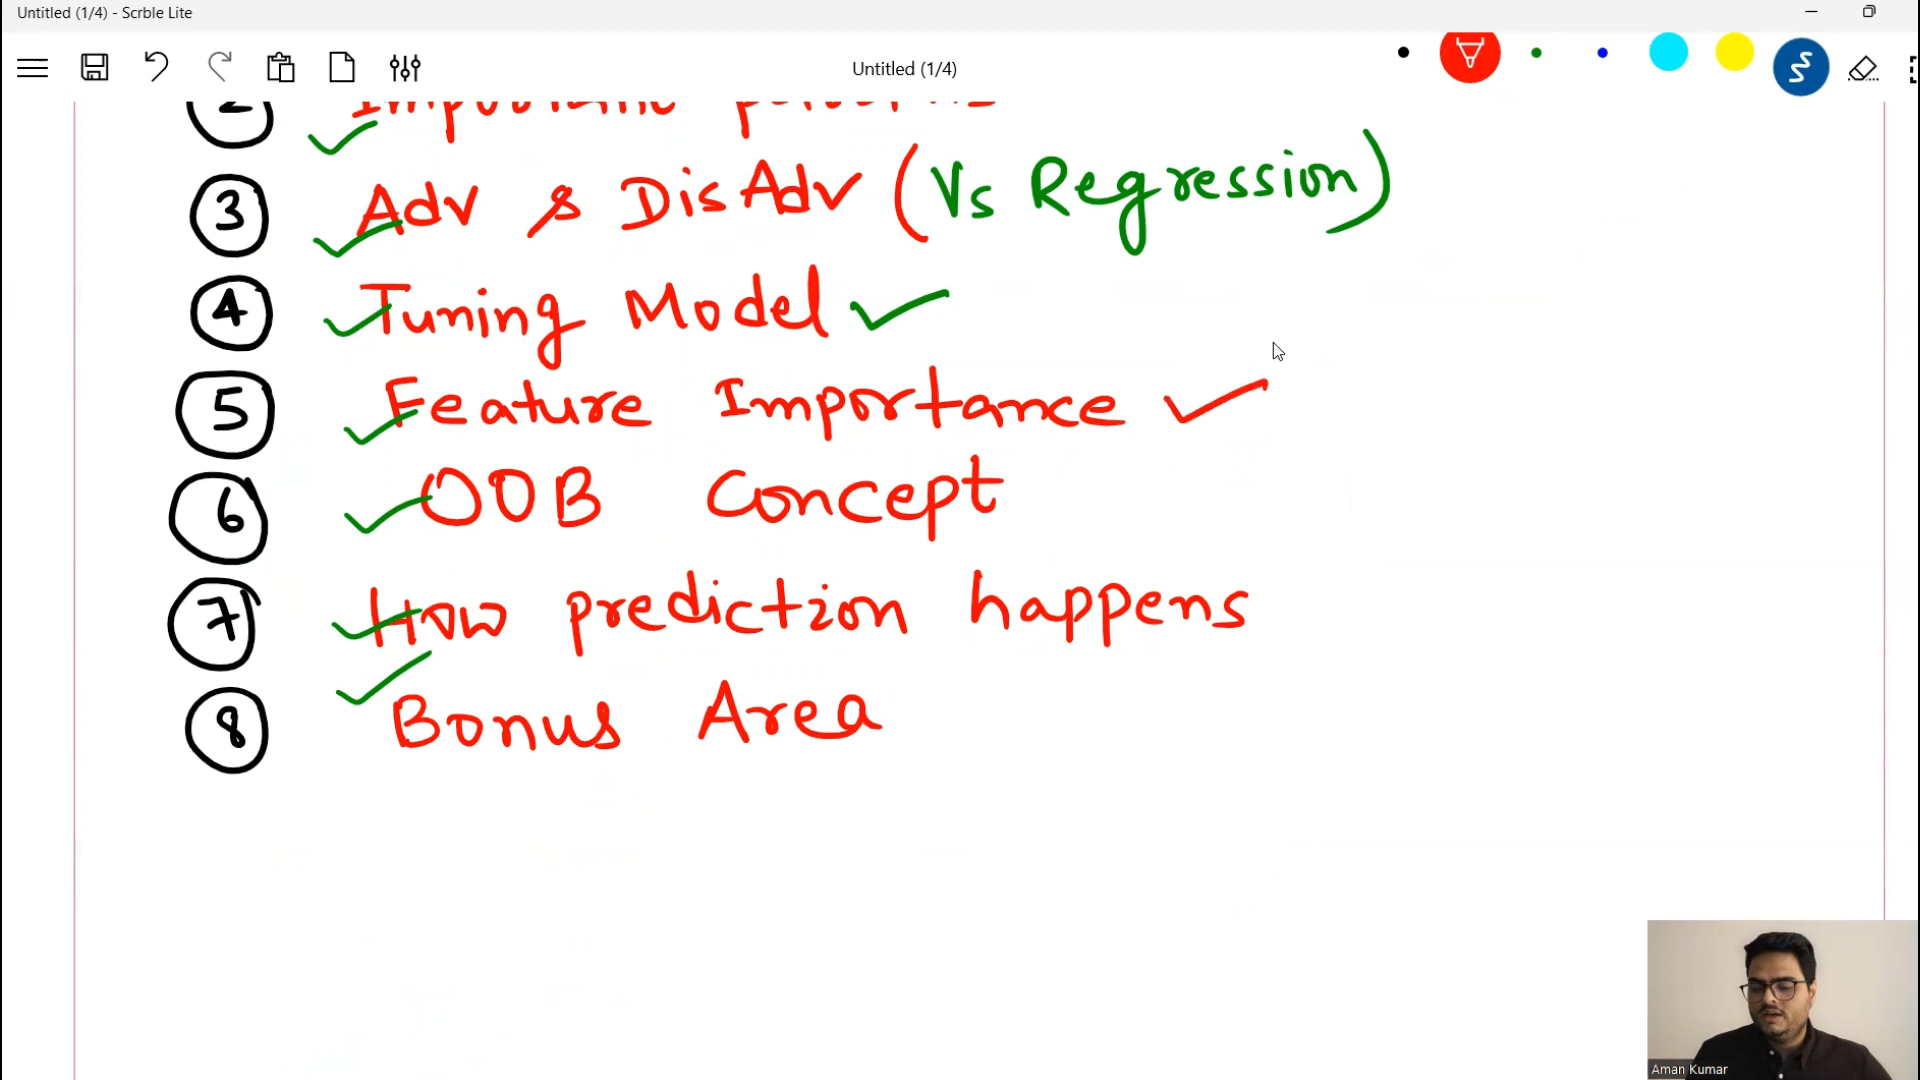 Untitled (1/4) - Scrble Lite
Untitled (1/4)
2
3 Adv & DisAdv (Vs Regression)
4 Tuning Model
5 Feature Importance
6 OOB Concept
7 How prediction happens
8 Bonus Area
Aman Kumar